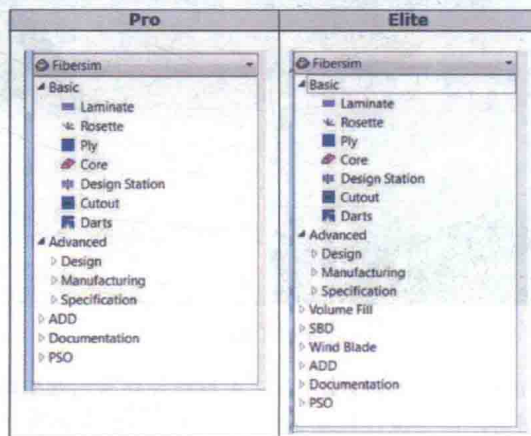 Pro
Fibersim
Basic
Laminate
Rosette
Ply
Core
Design Station
Cutout
Darts
Advanced
Design
Manufacturing
Specification
ADD
Documentation
PSO
Elite
Fibersim
Basic
Laminate
Rosette
Ply
Core
Design Station
Cutout
Darts
Advanced
Design
Manufacturing
Specification
Volume Fill
SBD
Wind Blade
ADD
Documentation
PSO